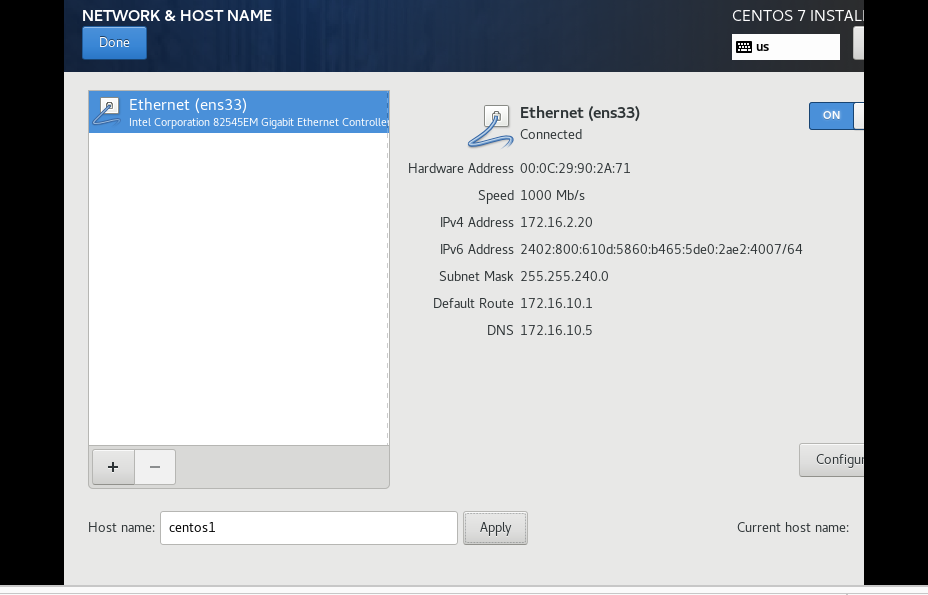 NETWORK & HOST NAME
CENTOS 7 INSTAL
Done
us
Ethernet (ens33)
Intel Corporation 82545EM Gigabit Ethernet Controller
Ethernet (ens33)
Connected
ON
Hardware Address 00:0C:29:90:2A:71
Speed 1000 Mb/s
IPv4 Address 172.16.2.20
IPv6 Address 2402:800:610d:5860:b465:5de0:2ae2:4007/64
Subnet Mask 255.255.240.0
Default Route 172.16.10.1
DNS 172.16.10.5
+ −
Configur
Host name: centos1 Apply
Current host name: